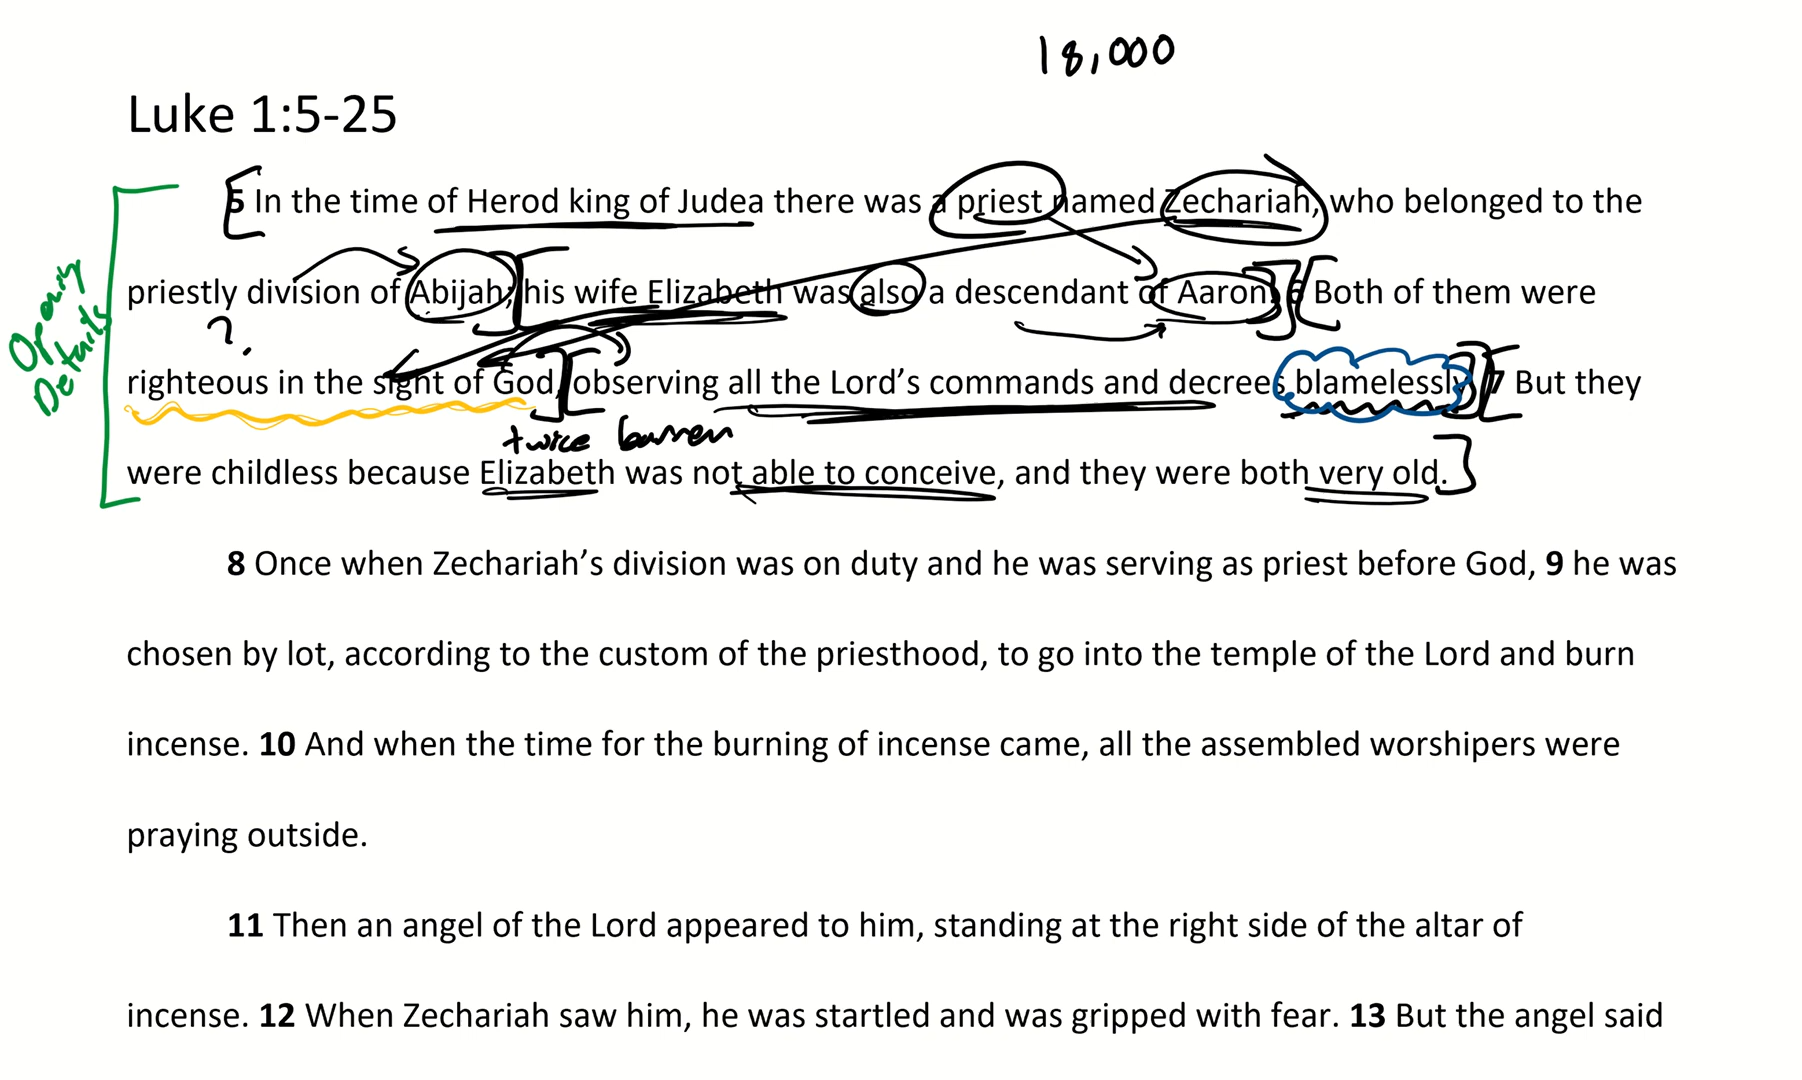 18,000
Luke 1:5-25
5 In the time of Herod king of Judea there was a priest named Zechariah, who belonged to the
priestly division of Abijah; his wife Elizabeth was also a descendant of Aaron. 6 Both of them were
?
Opening
Details
righteous in the sight of God, observing all the Lord’s commands and decrees blamelessly. 7 But they
twice barren
were childless because Elizabeth was not able to conceive, and they were both very old.
8 Once when Zechariah’s division was on duty and he was serving as priest before God, 9 he was
chosen by lot, according to the custom of the priesthood, to go into the temple of the Lord and burn
incense. 10 And when the time for the burning of incense came, all the assembled worshipers were
praying outside.
11 Then an angel of the Lord appeared to him, standing at the right side of the altar of
incense. 12 When Zechariah saw him, he was startled and was gripped with fear. 13 But the angel said